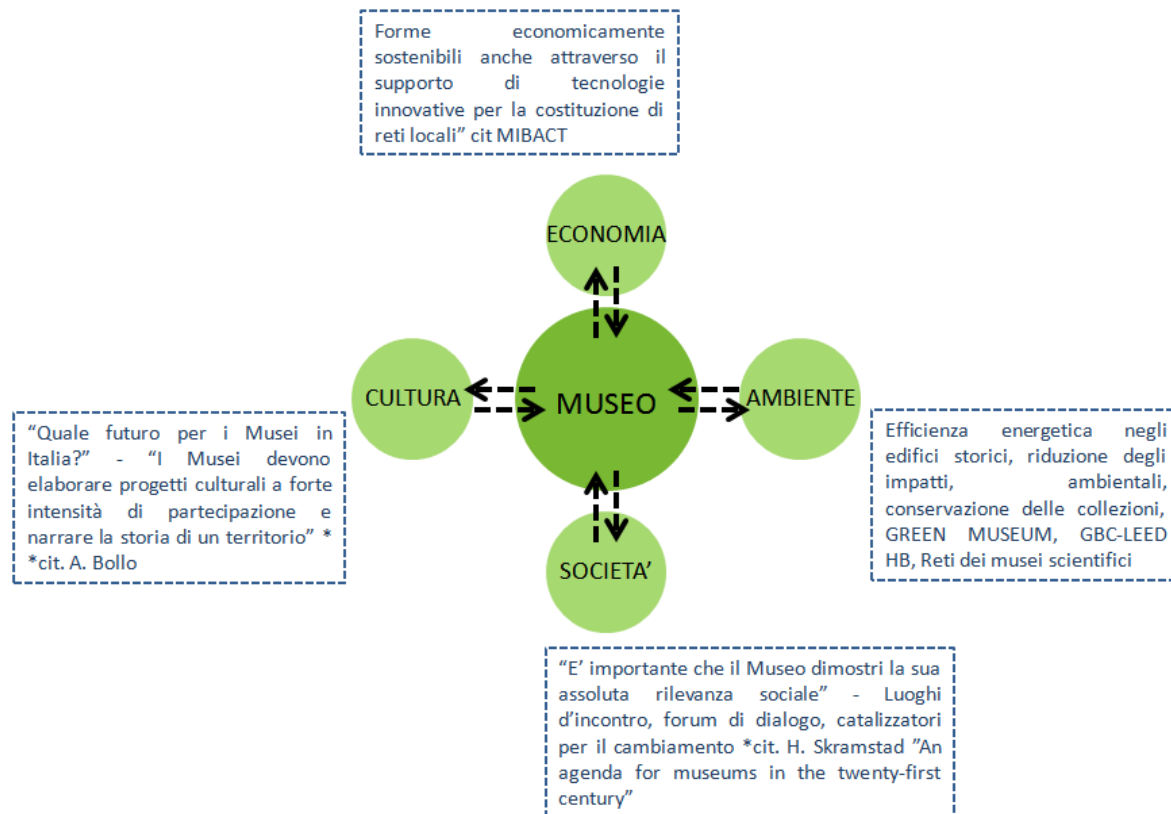 Forme economicamente
sostenibili anche attraverso il
supporto di tecnologie
innovative per la costituzione di
reti locali” cit MIBACT
ECONOMIA
CULTURA
MUSEO
AMBIENTE
“Quale futuro per i Musei in
Italia?” - “I Musei devono
elaborare progetti culturali a forte
intensità di partecipazione e
narrare la storia di un territorio” *
*cit. A. Bollo
Efficienza energetica negli
edifici storici, riduzione degli
impatti, ambientali,
conservazione delle collezioni,
GREEN MUSEUM, GBC-LEED
HB, Reti dei musei scientifici
SOCIETA’
“E’ importante che il Museo dimostri la sua
assoluta rilevanza sociale” - Luoghi
d’incontro, forum di dialogo, catalizzatori
per il cambiamento *cit. H. Skramstad ”An
agenda for museums in the twenty-first
century”